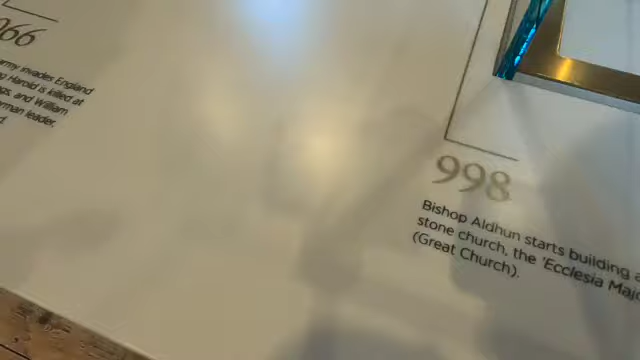 066
army invades England
Harold is killed at
and William
leader,
998
Bishop Aldhun starts building a
stone church, the 'Ecclesia
(Great Church).